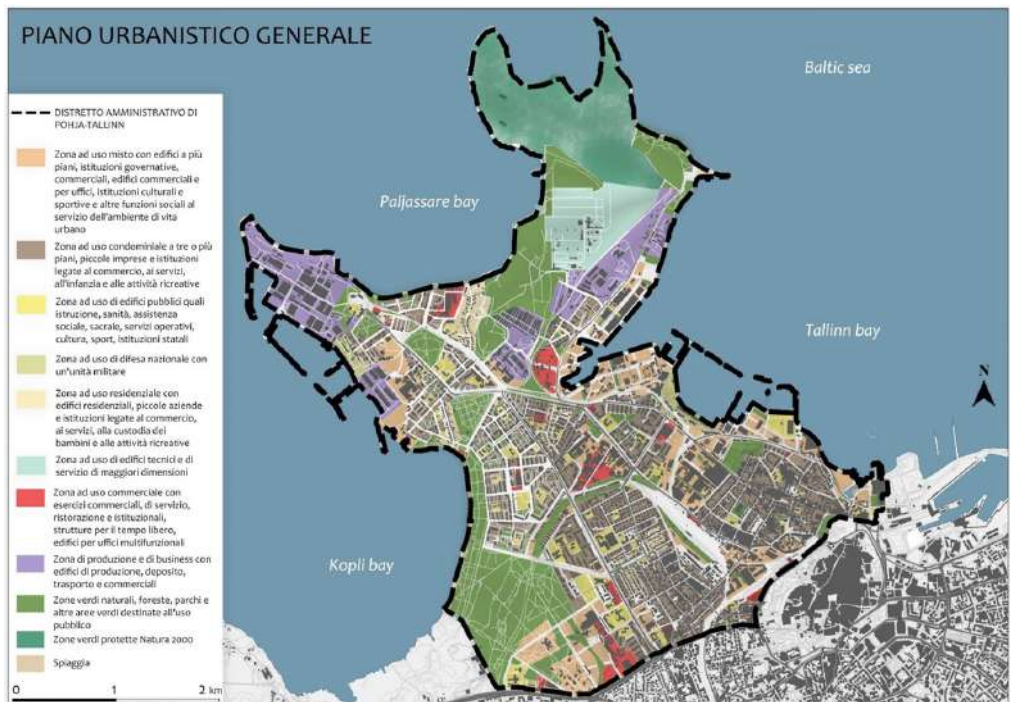 PIANO URBANISTICO GENERALE
DISTRETTO AMMINISTRATIVO DI
POHJA-TALLINN
Zona ad uso misto con edifici a più
piani, istituzioni governative,
commerciali, edifici commerciali e
per uffici, istituzioni culturali e
sportive e altre funzioni sociali al
servizio dell'ambiente di vita
urbano
Zona ad uso condominiale a tre o più
piani, piccole imprese e istituzioni
legate al commercio, ai servizi,
all'infanzia e alle attività ricreative
Zona ad uso di edifici pubblici quali
istruzione, sanità, assistenza
sociale, sacrale, servizi operativi,
cultura, sport, istituzioni statali
Zona ad uso di difesa nazionale con
un'unità militare
Zona ad uso residenziale con
edifici residenziali, piccole aziende
e istituzioni legate al commercio,
ai servizi, alla custodia dei
bambini e alle attività ricreative
Zona ad uso di edifici tecnici e di
servizio di maggiori dimensioni
Zona ad uso commerciale con
esercizi commerciali, di servizio,
ristorazione e istituzionali,
strutture per il tempo libero,
edifici per uffici multifunzionali
Zona di produzione e di business con
edifici di produzione, deposito,
trasporto e commerciali
Zone verdi naturali, foreste, parchi e
altre aree verdi destinate all'uso
pubblico
Zone verdi protette Natura 2000
Spiaggia
0 1 2 km
Baltic sea
Paljassare bay
Tallinn bay
N
Kopli bay